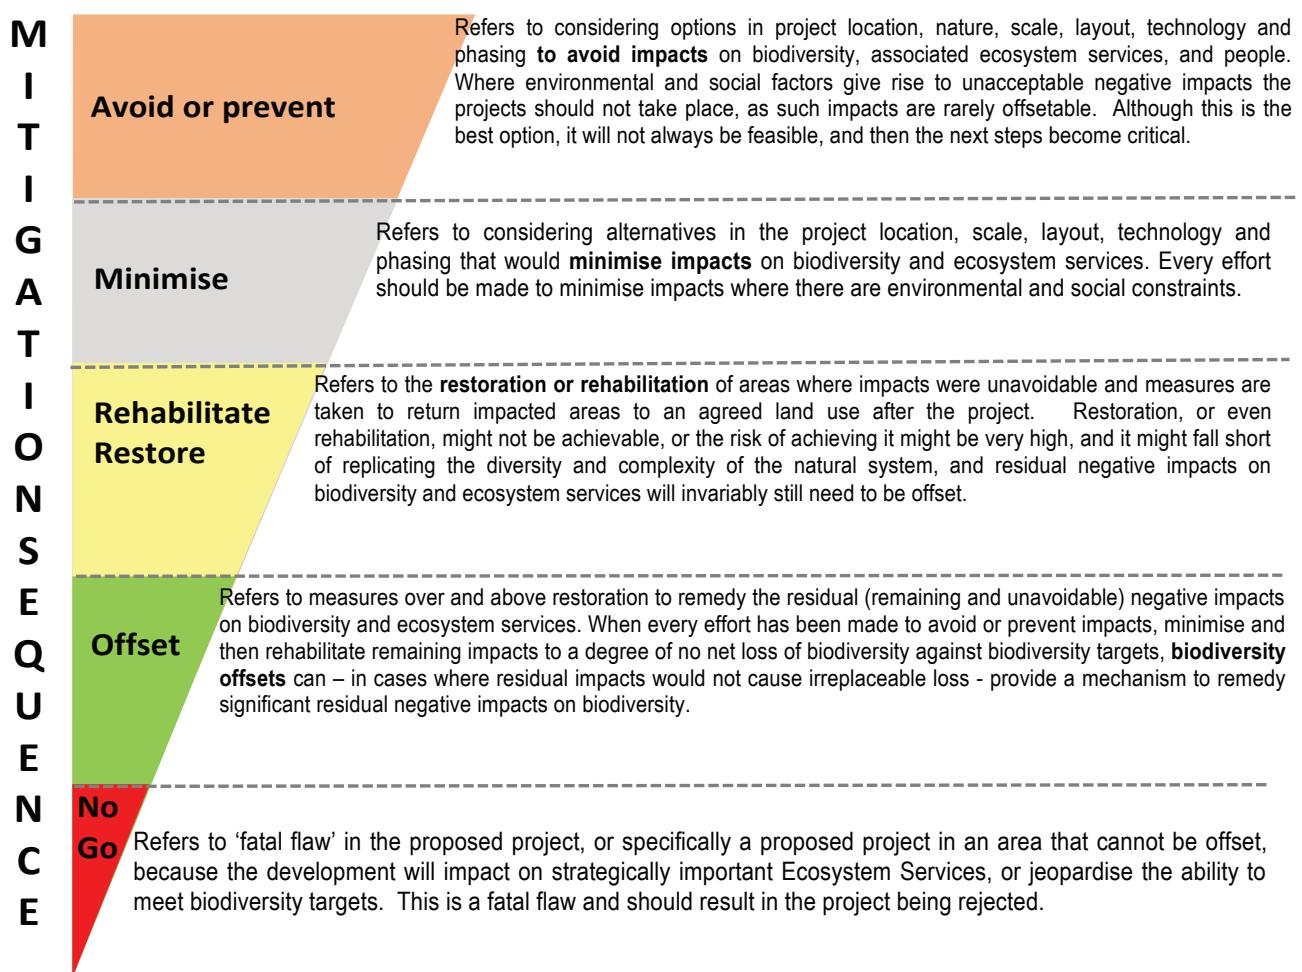 MITIGATION SEQUENCE
Avoid or prevent
Refers to considering options in project location, nature, scale, layout, technology and
phasing to avoid impacts on biodiversity, associated ecosystem services, and people.
Where environmental and social factors give rise to unacceptable negative impacts the
projects should not take place, as such impacts are rarely offsetable. Although this is the
best option, it will not always be feasible, and then the next steps become critical.
Minimise
Refers to considering alternatives in the project location, scale, layout, technology and
phasing that would minimise impacts on biodiversity and ecosystem services. Every effort
should be made to minimise impacts where there are environmental and social constraints.
Rehabilitate
Restore
Refers to the restoration or rehabilitation of areas where impacts were unavoidable and measures are
taken to return impacted areas to an agreed land use after the project. Restoration, or even
rehabilitation, might not be achievable, or the risk of achieving it might be very high, and it might fall short
of replicating the diversity and complexity of the natural system, and residual negative impacts on
biodiversity and ecosystem services will invariably still need to be offset.
Offset
Refers to measures over and above restoration to remedy the residual (remaining and unavoidable) negative impacts
on biodiversity and ecosystem services. When every effort has been made to avoid or prevent impacts, minimise and
then rehabilitate remaining impacts to a degree of no net loss of biodiversity against biodiversity targets, biodiversity
offsets can – in cases where residual impacts would not cause irreplaceable loss - provide a mechanism to remedy
significant residual negative impacts on biodiversity.
No
Go
Refers to ‘fatal flaw’ in the proposed project, or specifically a proposed project in an area that cannot be offset,
because the development will impact on strategically important Ecosystem Services, or jeopardise the ability to
meet biodiversity targets. This is a fatal flaw and should result in the project being rejected.